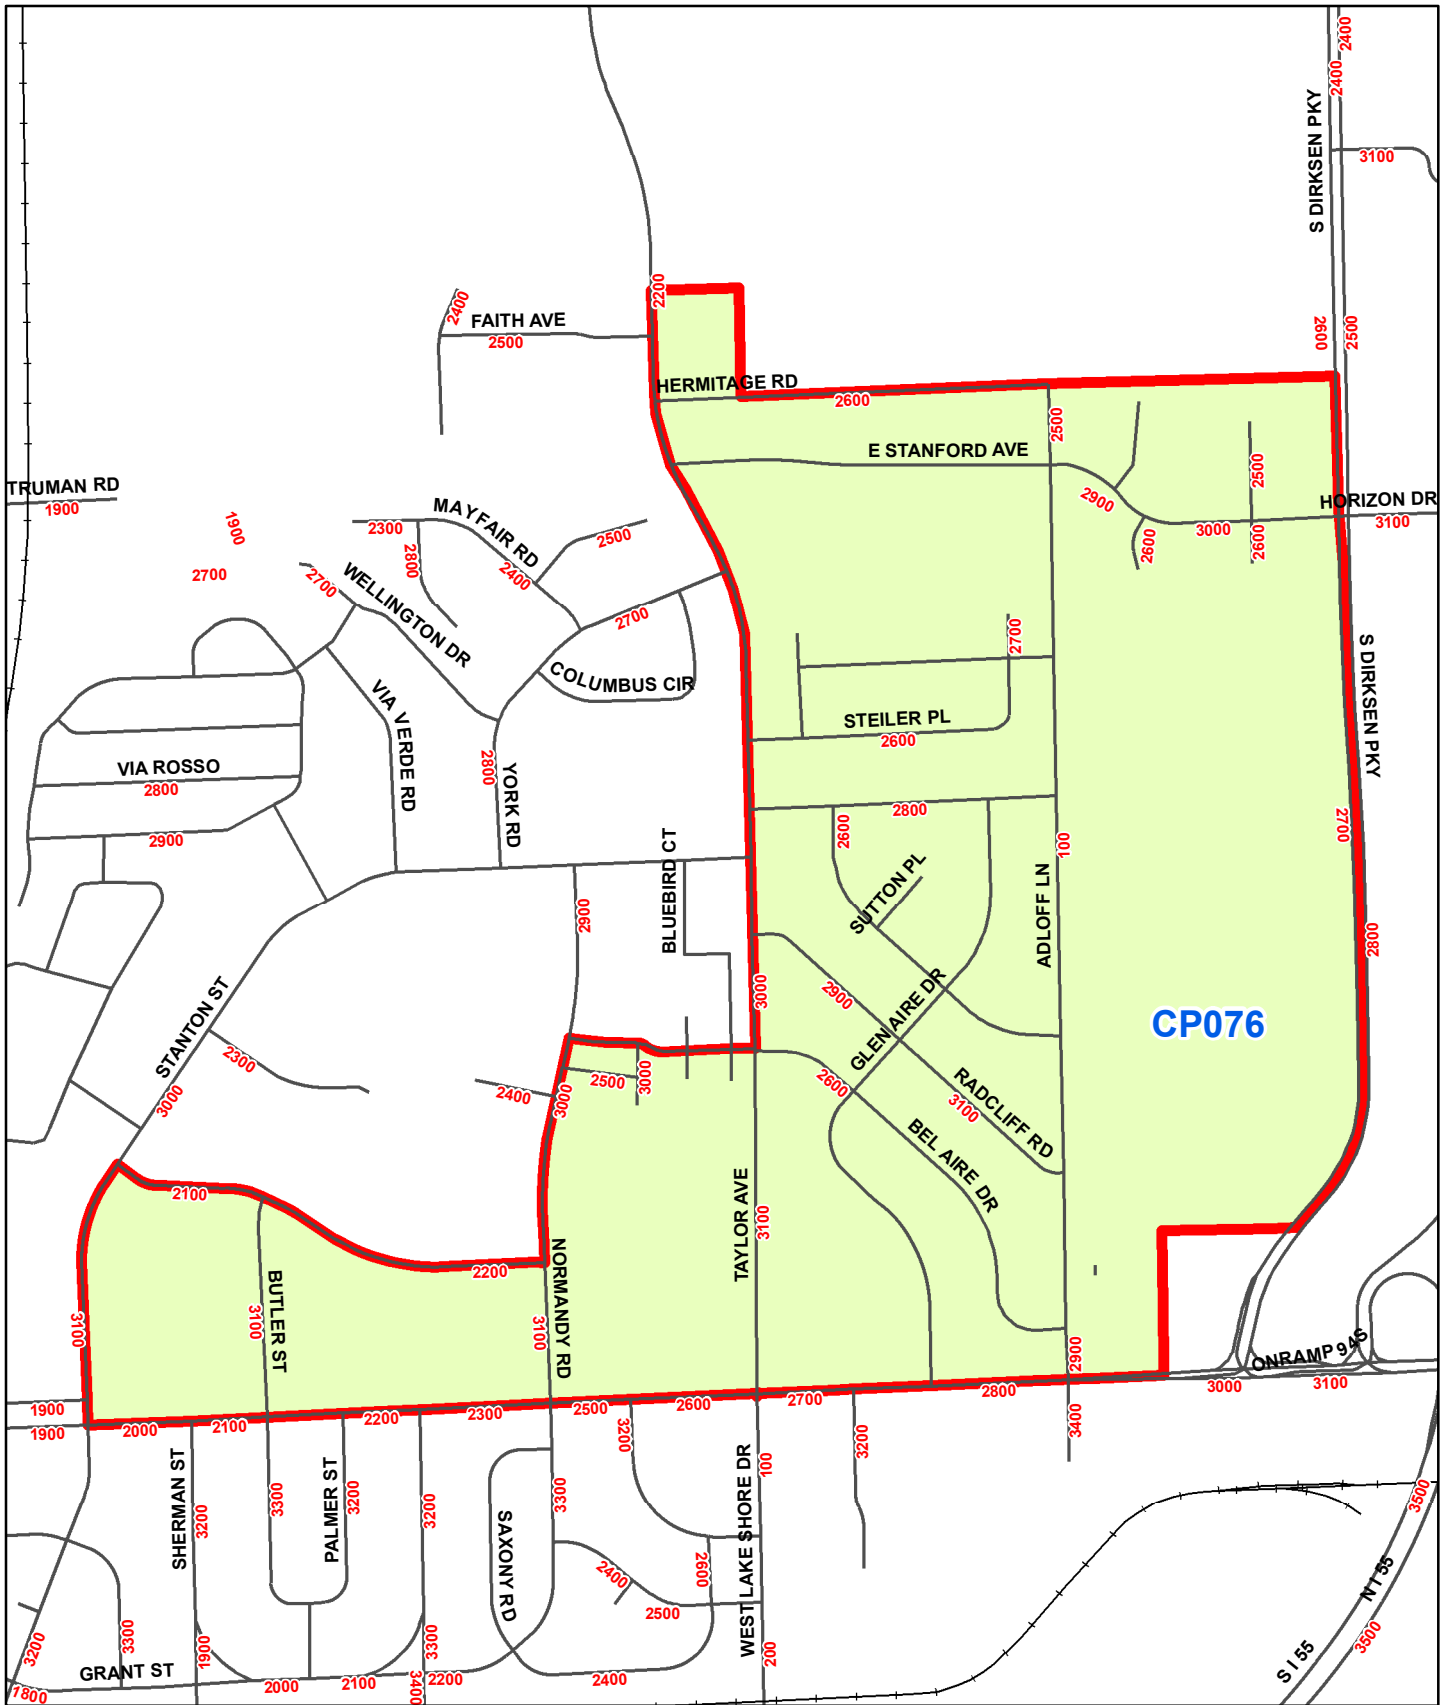 2400
2400
S DIRKSEN PKY
3100
2200
2400
FAITH AVE
2500
2600
2500
HERMITAGE RD
2600
2500
E STANFORD AVE
2500
TRUMAN RD
1900
2900
HORIZON DR
3100
MAYFAIR RD
2300
2500
1900
3000
2600
2600
2800
2400
2700
2700
WELLINGTON DR
2700
2700
COLUMBUS CIR
S DIRKSEN PKY
VIA VERDE RD
STEILER PL
2600
VIA ROSSO
2800
2800
YORK RD
2800
2600
2700
2900
100
BLUEBIRD CT
SUTTON PL
ADLOFF LN
2900
2800
3000
2900
GLEN AIRE DR
CP076
STANTON ST
2300
3000
2400
3000
2500
3000
2600
RADCLIFF RD
3100
BEL AIRE DR
2100
TAYLOR AVE
3100
2200
BUTLER ST
3100
3100
NORMANDY RD
3100
2900
ONRAMP 94S
3000
3100
1900
1900
2000
2100
2200
2300
2500
2600
2700
2800
3400
SHERMAN ST
3200
3300
PALMER ST
3200
3200
SAXONY RD
3300
3200
WEST LAKE SHORE DR
100
3200
2400
2600
2500
3500
N I 55
3500
S I 55
3200
3300
1900
3300
200
GRANT ST
1800
2000
2100
3400
2200
2400